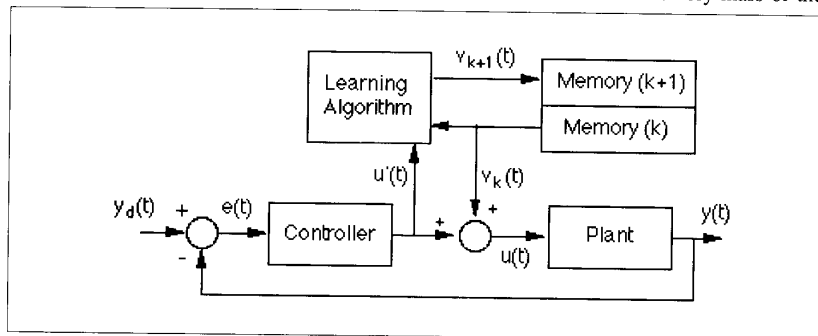 v_{k+1}(t)
Learning
Algorithm
Memory (k+1)
Memory (k)
u'(t)
v_k(t)
y_d(t)
+
e(t)
-
Controller
+
+
u(t)
Plant
y(t)